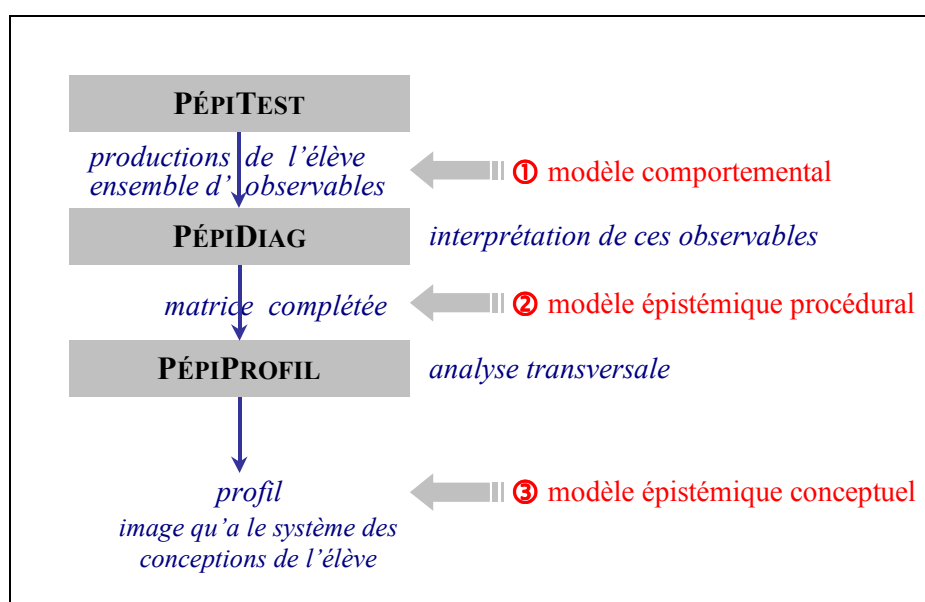 PÉPITEST
productions de l'élève
ensemble d' observables
① modèle comportemental
PÉPIDIAG
interprétation de ces observables
matrice complétée
② modèle épistémique procédural
PÉPIPROFIL
analyse transversale
profil
③ modèle épistémique conceptuel
image qu'a le système des
conceptions de l'élève